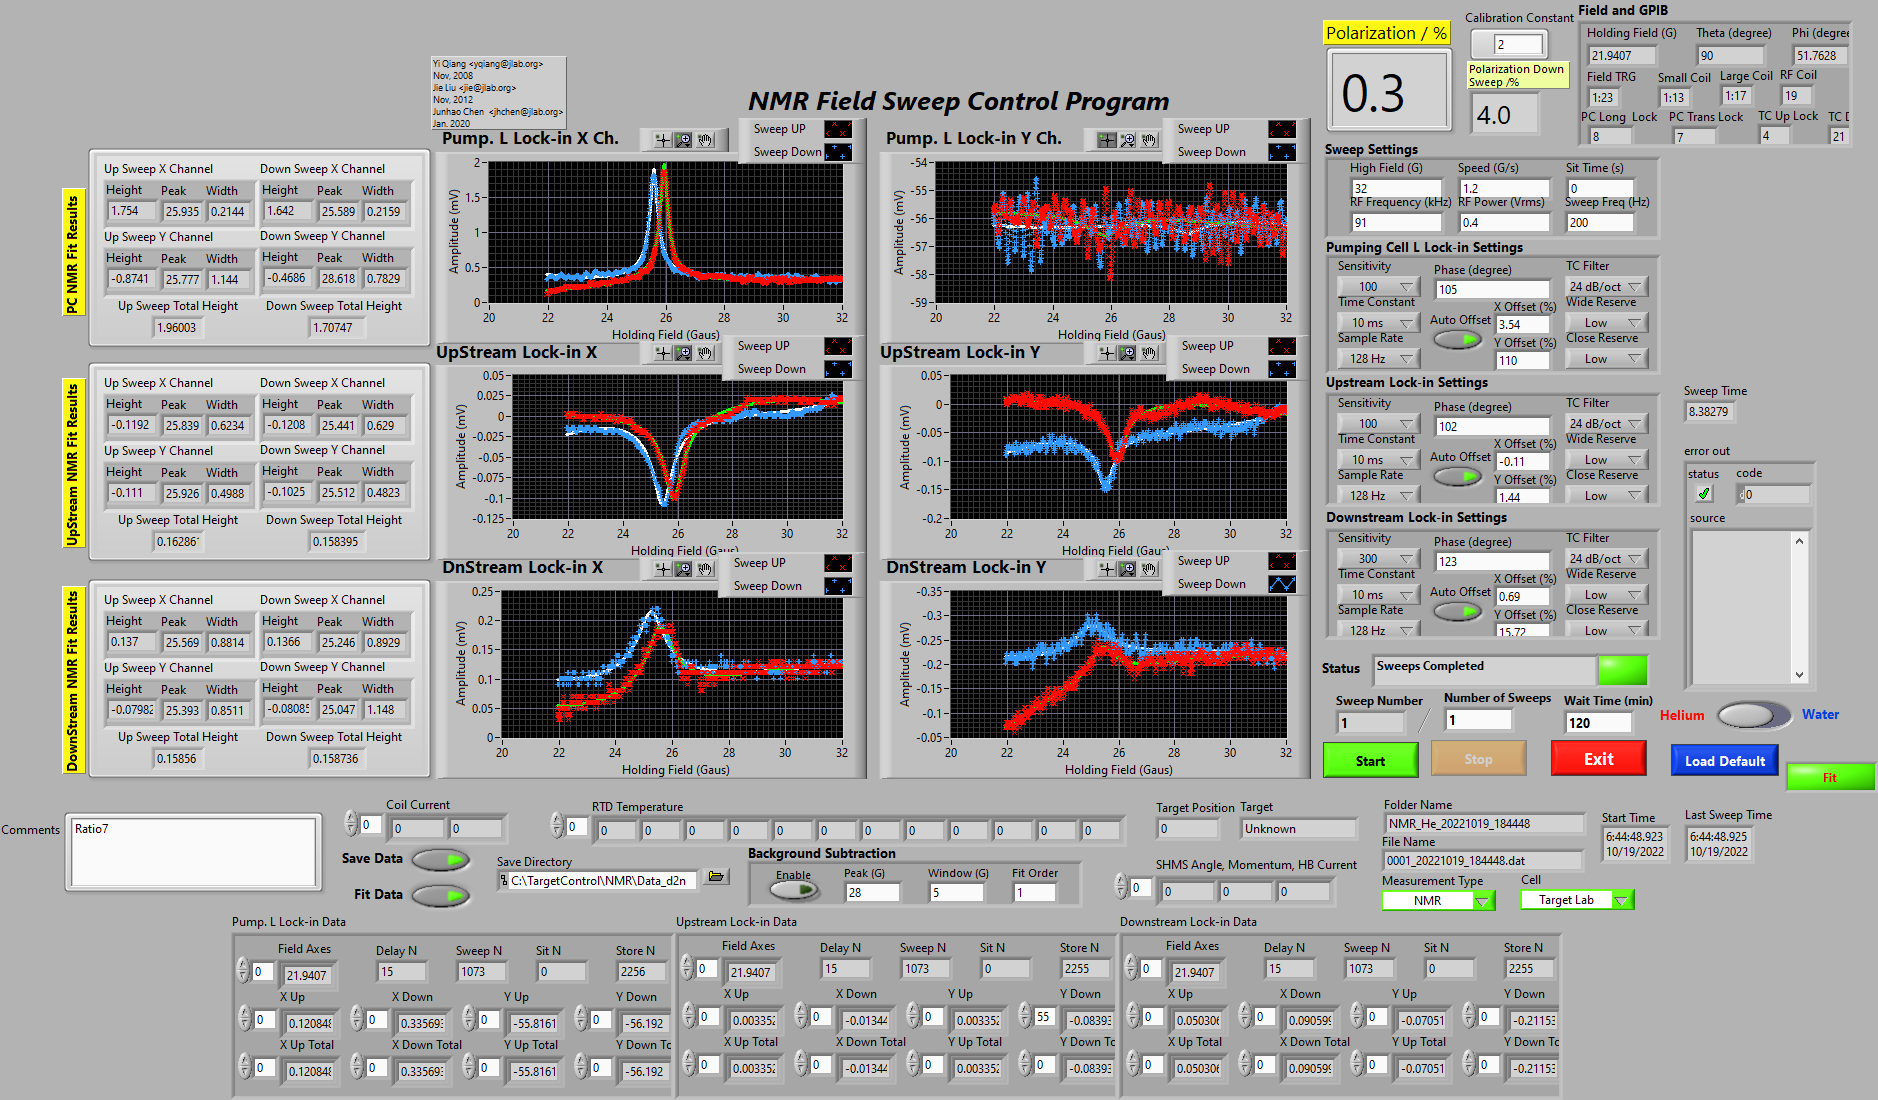 Yi Qiang <yqiang@jlab.org>
Nov, 2008
Jie Liu <jie@jlab.org>
Nov, 2012
Junhao Chen <jhchen@jlab.org>
Jan. 2020
NMR Field Sweep Control Program
Polarization / %
0.3
Calibration Constant
2
Polarization Down Sweep /%
4.0
Field and GPIB
Holding Field (G) Theta (degree) Phi (degree
21.9407 90 51.7628
Field TRG Small Coil Large Coil RF Coil
1:23 1:13 1:17 19
PC Long Lock PC Trans Lock TC Up Lock TC D
8 7 4 21
PC NMR Fit Results
Up Sweep X Channel Down Sweep X Channel
Height Peak Width Height Peak Width
1.754 25.935 0.2144 1.642 25.589 0.2159
Up Sweep Y Channel Down Sweep Y Channel
Height Peak Width Height Peak Width
-0.8741 25.777 1.144 -0.4686 28.618 0.7829
Up Sweep Total Height Down Sweep Total Height
1.96003 1.70747
UpStream NMR Fit Results
Up Sweep X Channel Down Sweep X Channel
Height Peak Width Height Peak Width
-0.1192 25.839 0.6234 -0.1208 25.441 0.629
Up Sweep Y Channel Down Sweep Y Channel
Height Peak Width Height Peak Width
-0.111 25.926 0.4988 -0.1025 25.512 0.4823
Up Sweep Total Height Down Sweep Total Height
0.16286 0.158395
DownStream NMR Fit Results
Up Sweep X Channel Down Sweep X Channel
Height Peak Width Height Peak Width
0.137 25.569 0.8814 0.1366 25.246 0.8929
Up Sweep Y Channel Down Sweep Y Channel
Height Peak Width Height Peak Width
-0.07982 25.393 0.8511 -0.0808 25.047 1.148
Up Sweep Total Height Down Sweep Total Height
0.15856 0.158736
Pump. L Lock-in X Ch.
Sweep UP
Sweep Down
Amplitude (mV)
2
1.5
1
0.5
0
20 22 24 26 28 30 32
Holding Field (Gaus)
Pump. L Lock-in Y Ch.
Sweep UP
Sweep Down
Amplitude (mV)
-54
-55
-56
-57
-58
-59
20 22 24 26 28 30 32
Holding Field (Gaus)
UpStream Lock-in X
Sweep UP
Sweep Down
Amplitude (mV)
0.05
0.025
0
-0.025
-0.05
-0.075
-0.1
-0.125
20 22 24 26 28 30 32
Holding Field (Gaus)
UpStream Lock-in Y
Sweep UP
Sweep Down
Amplitude (mV)
0.05
0
-0.05
-0.1
-0.15
-0.2
20 22 24 26 28 30 32
Holding Field (Gaus)
DnStream Lock-in X
Sweep UP
Sweep Down
Amplitude (mV)
0.25
0.2
0.15
0.1
0.05
0
20 22 24 26 28 30 32
Holding Field (Gaus)
DnStream Lock-in Y
Sweep UP
Sweep Down
Amplitude (mV)
-0.35
-0.3
-0.25
-0.2
-0.15
-0.1
-0.05
20 22 24 26 28 30 32
Holding Field (Gaus)
Sweep Settings
High Field (G) Speed (G/s) Sit Time (s)
32 1.2 0
RF Frequency (kHz) RF Power (Vrms) Sweep Freq (Hz)
91 0.4 200
Pumping Cell L Lock-in Settings
Sensitivity Phase (degree) TC Filter
100 105 24 dB/oct
Time Constant X Offset (%) Wide Reserve
10 ms Auto Offset 3.54 Low
Sample Rate Y Offset (%) Close Reserve
128 Hz 110 Low
Upstream Lock-in Settings
Sensitivity Phase (degree) TC Filter
100 102 24 dB/oct
Time Constant X Offset (%) Wide Reserve
10 ms Auto Offset -0.11 Low
Sample Rate Y Offset (%) Close Reserve
128 Hz 1.44 Low
Downstream Lock-in Settings
Sensitivity Phase (degree) TC Filter
300 123 24 dB/oct
Time Constant X Offset (%) Wide Reserve
10 ms Auto Offset 0.69 Low
Sample Rate Y Offset (%) Close Reserve
128 Hz 15.72 Low
Sweep Time
8.38279
error out
status code
0
source
Status Sweeps Completed
Sweep Number Number of Sweeps Wait Time (min)
1 / 1 120
Helium Water
Start Stop Exit Load Default Fit
Comments Ratio7
Coil Current
0 0 0
RTD Temperature
0 0 0 0 0 0 0 0 0 0 0 0 0
Save Data
Fit Data
Save Directory
C:\TargetControl\NMR\Data_d2n
Background Subtraction
Enable Peak (G) Window (G) Fit Order
28 5 1
Target Position Target
0 Unknown
SHMS Angle, Momentum, HB Current
0 0 0 0
Folder Name
NMR_He_20221019_184448
File Name
0001_20221019_184448.dat
Measurement Type Cell
NMR Target Lab
Start Time
6:44:48.923
10/19/2022
Last Sweep Time
6:44:48.925
10/19/2022
Pump. L Lock-in Data
Field Axes Delay N Sweep N Sit N Store N
0 21.9407 15 1073 0 2256
X Up X Down Y Up Y Down
0 0.120848 0 0.335693 0 -55.8161 0 -56.192
X Up Total X Down Total Y Up Total Y Down To
0 0.120848 0 0.335693 0 -55.8161 0 -56.192
Upstream Lock-in Data
Field Axes Delay N Sweep N Sit N Store N
0 21.9407 15 1073 0 2255
X Up X Down Y Up Y Down
0 0.003352 0 -0.01344 0 0.003352 55 -0.08393
X Up Total X Down Total Y Up Total Y Down To
0 0.003352 0 -0.01344 0 0.003352 0 -0.08393
Downstream Lock-in Data
Field Axes Delay N Sweep N Sit N Store N
0 21.9407 15 1073 0 2255
X Up X Down Y Up Y Down
0 0.050306 0 0.090599 0 -0.07051 0 -0.21153
X Up Total X Down Total Y Up Total Y Down To
0 0.050306 0 0.090599 0 -0.07051 0 -0.21153